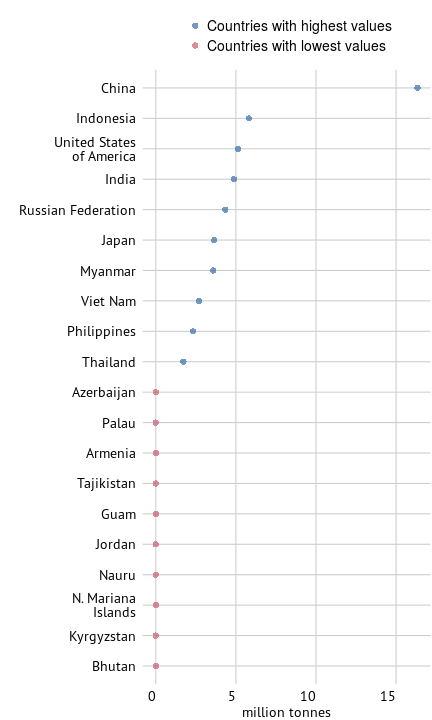 Countries with highest values
Countries with lowest values
China
Indonesia
United States
of America
India
Russian Federation
Japan
Myanmar
Viet Nam
Philippines
Thailand
Azerbaijan
Palau
Armenia
Tajikistan
Guam
Jordan
Nauru
N. Mariana
Islands
Kyrgyzstan
Bhutan
0 5 10 15
million tonnes